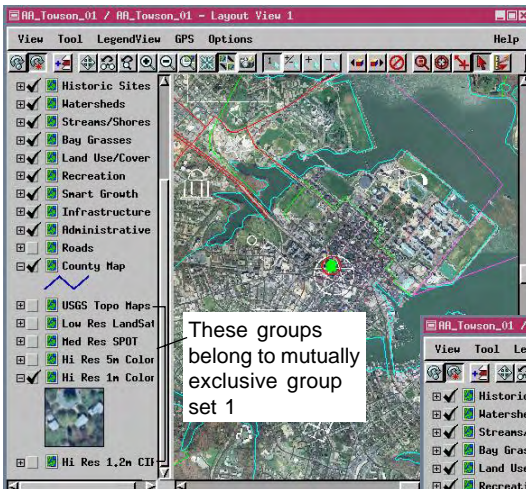 AA_Towson_01 / AA_Towson_01 - Layout View 1
View Tool LegendView GPS Options Help
Historic Sites
Watersheds
Streams/Shores
Bay Grasses
Land Use/Cover
Recreation
Smart Growth
Infrastructure
Administrative
Roads
County Map
USGS Topo Maps
Low Res LandSat
Med Res SPOT
Hi Res 5m Color
Hi Res 1m Color
Hi Res 1.2m CIR
These groups
belong to mutually
exclusive group
set 1
AA_Towson_01 /
View Tool Le
Historic
Watershe
Streams/
Bay Gras
Land Use
Recreati